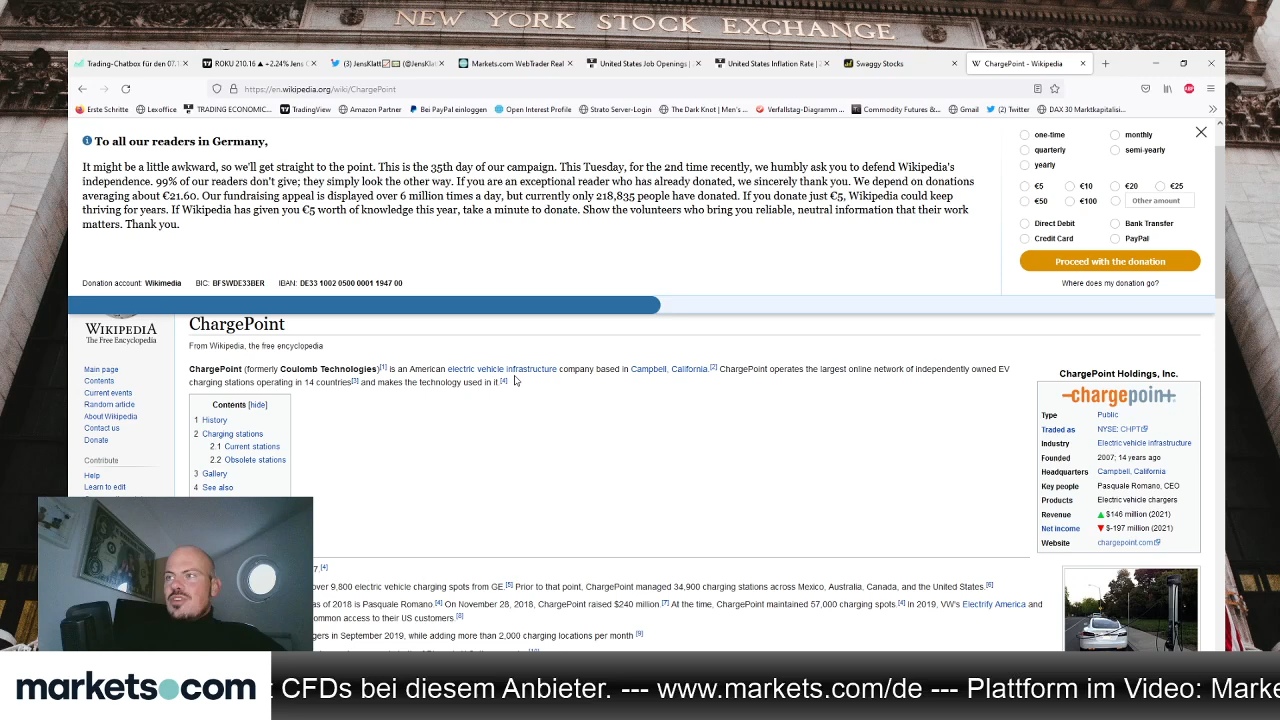 NEW YORK STOCK EXCHANGE
Trading-Chatbox für den 07.1
ROKU 210.16 ▲ +2.24% Jens C
(3) JensKlatt (@JensKla
Markets.com WebTrader Real
United States Job Openings |
United States Inflation Rate | 2
Swaggy Stocks
ChargePoint - Wikipedia
https://en.wikipedia.org/wiki/ChargePoint
Erste Schritte
Lexoffice
TRADING ECONOMIC...
TradingView
Amazon Partner
Bei PayPal einloggen
Open Interest Profile
Strato Server-Login
The Dark Knot | Men's ...
Verfallstag-Diagramm ...
Commodity Futures &...
Gmail
(2) Twitter
DAX 30 Marktkapitalisi...
To all our readers in Germany,
It might be a little awkward, so we'll get straight to the point. This is the 35th day of our campaign. This Tuesday, for the 2nd time recently, we humbly ask you to defend Wikipedia's
independence. 99% of our readers don't give; they simply look the other way. If you are an exceptional reader who has already donated, we sincerely thank you. We depend on donations
averaging about €21.60. Our fundraising appeal is displayed over 6 million times a day, but currently only 218,835 people have donated. If you donate just €5, Wikipedia could keep
thriving for years. If Wikipedia has given you €5 worth of knowledge this year, take a minute to donate. Show the volunteers who bring you reliable, neutral information that their work
matters. Thank you.
Donation account: Wikimedia BIC: BFSWDE33BER IBAN: DE33 1002 0500 0001 1947 00
one-time monthly
quarterly semi-yearly
yearly
€5 €10 €20 €25
€50 €100 Other amount
Direct Debit Bank Transfer
Credit Card PayPal
Proceed with the donation
Where does my donation go?
WIKIPEDIA
The Free Encyclopedia
Main page
Contents
Current events
Random article
About Wikipedia
Contact us
Donate
Contribute
Help
Learn to edit
ChargePoint
From Wikipedia, the free encyclopedia
ChargePoint (formerly Coulomb Technologies)[1] is an American electric vehicle infrastructure company based in Campbell, California.[2] ChargePoint operates the largest online network of independently owned EV
charging stations operating in 14 countries[3] and makes the technology used in it.[4]
Contents [hide]
1 History
2 Charging stations
2.1 Current stations
2.2 Obsolete stations
3 Gallery
4 See also
7.[4]
over 9,800 electric vehicle charging spots from GE.[5] Prior to that point, ChargePoint managed 34,900 charging stations across Mexico, Australia, Canada, and the United States.[6]
as of 2018 is Pasquale Romano.[4] On November 28, 2018, ChargePoint raised $240 million.[7] At the time, ChargePoint maintained 57,000 charging spots.[4] In 2019, VW's Electrify America and
ommon access to their US customers.[8]
gers in September 2019, while adding more than 2,000 charging locations per month.[9]
ChargePoint Holdings, Inc.
-chargepoin+
Type Public
Traded as NYSE: CHPT
Industry Electric vehicle infrastructure
Founded 2007; 14 years ago
Headquarters Campbell, California
Key people Pasquale Romano, CEO
Products Electric vehicle chargers
Revenue ▲ $146 million (2021)
Net income ▼ $-197 million (2021)
Website chargepoint.com
markets.com
t CFDs bei diesem Anbieter. --- www.markets.com/de --- Plattform im Video: Marke